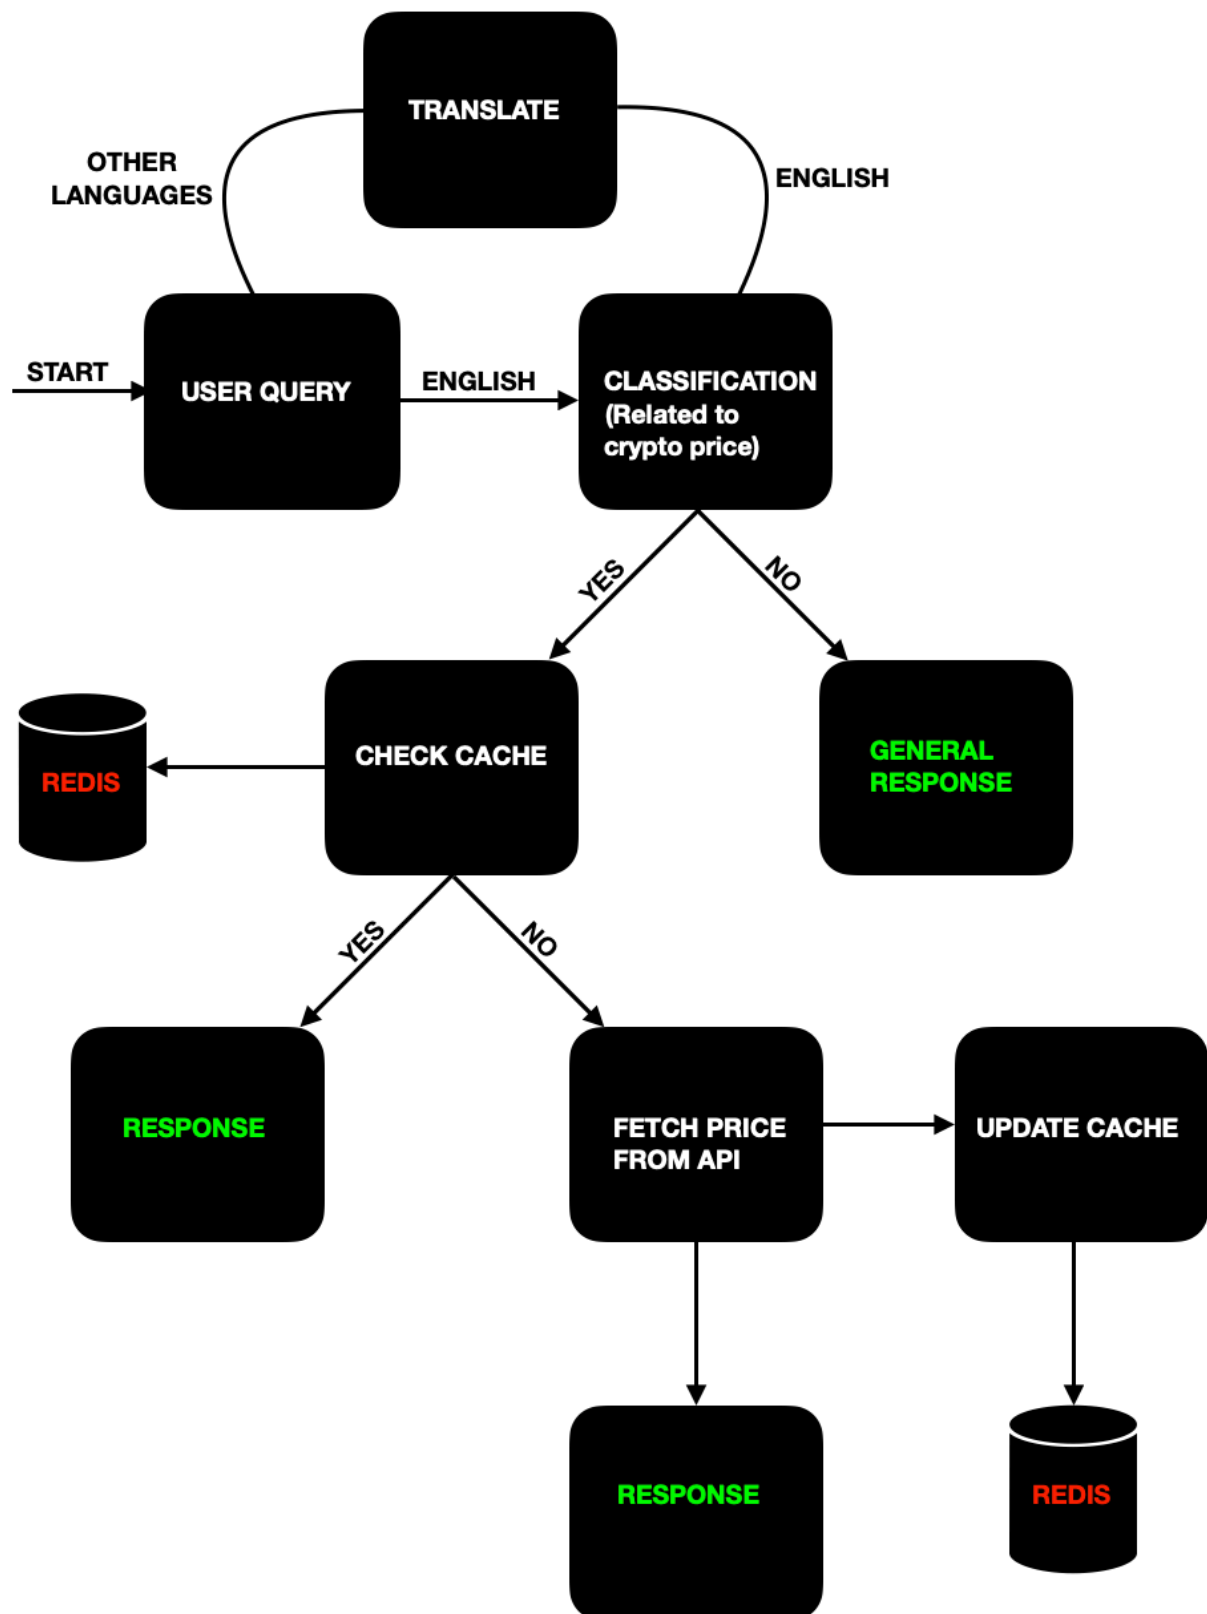 TRANSLATE
OTHER
LANGUAGES
ENGLISH
START
USER QUERY
ENGLISH
CLASSIFICATION
(Related to
crypto price)
YES
NO
REDIS
CHECK CACHE
GENERAL
RESPONSE
YES
NO
RESPONSE
FETCH PRICE
FROM API
UPDATE CACHE
RESPONSE
REDIS